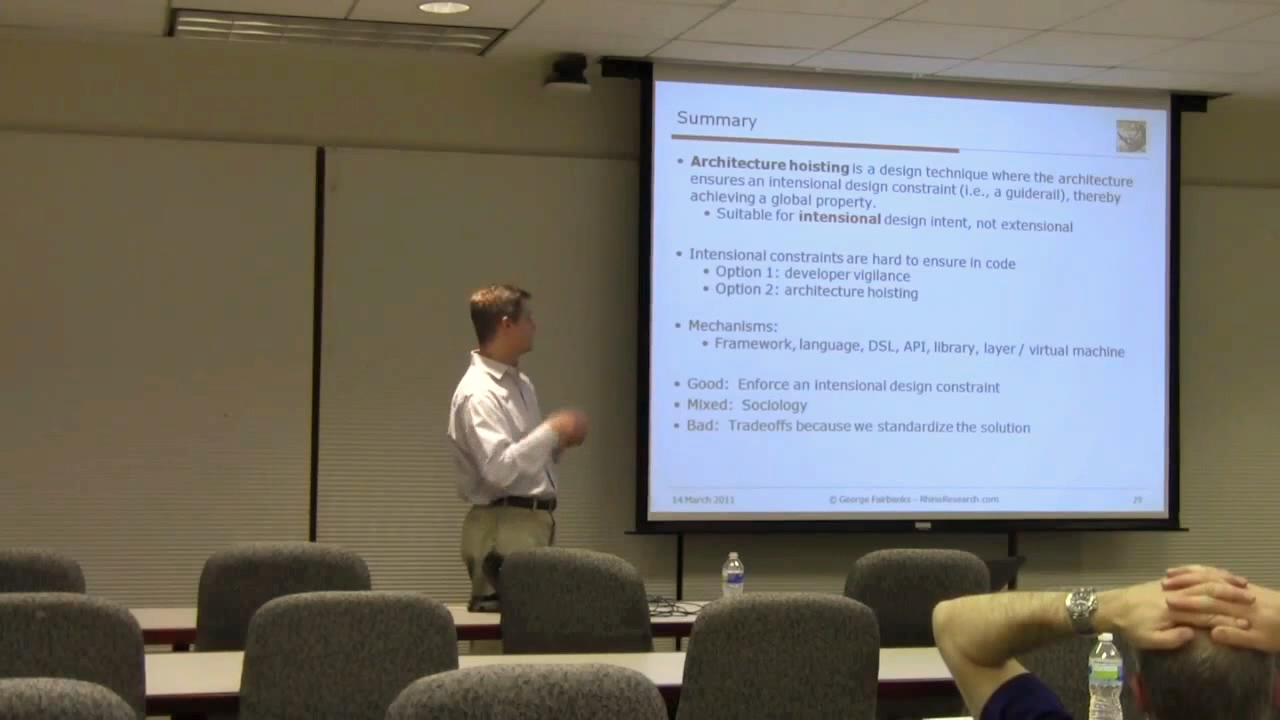 Summary
• Architecture hoisting is a design technique where the architecture
ensures an intensional design constraint (i.e., a guiderail), thereby
achieving a global property.
• Suitable for intensional design intent, not extensional
• Intensional constraints are hard to ensure in code
• Option 1: developer vigilance
• Option 2: architecture hoisting
• Mechanisms:
• Framework, language, DSL, API, library, layer / virtual machine
• Good: Enforce an intensional design constraint
• Mixed: Sociology
• Bad: Tradeoffs because we standardize the solution
14 March 2011 © George Fairbanks – RhinoResearch.com 29